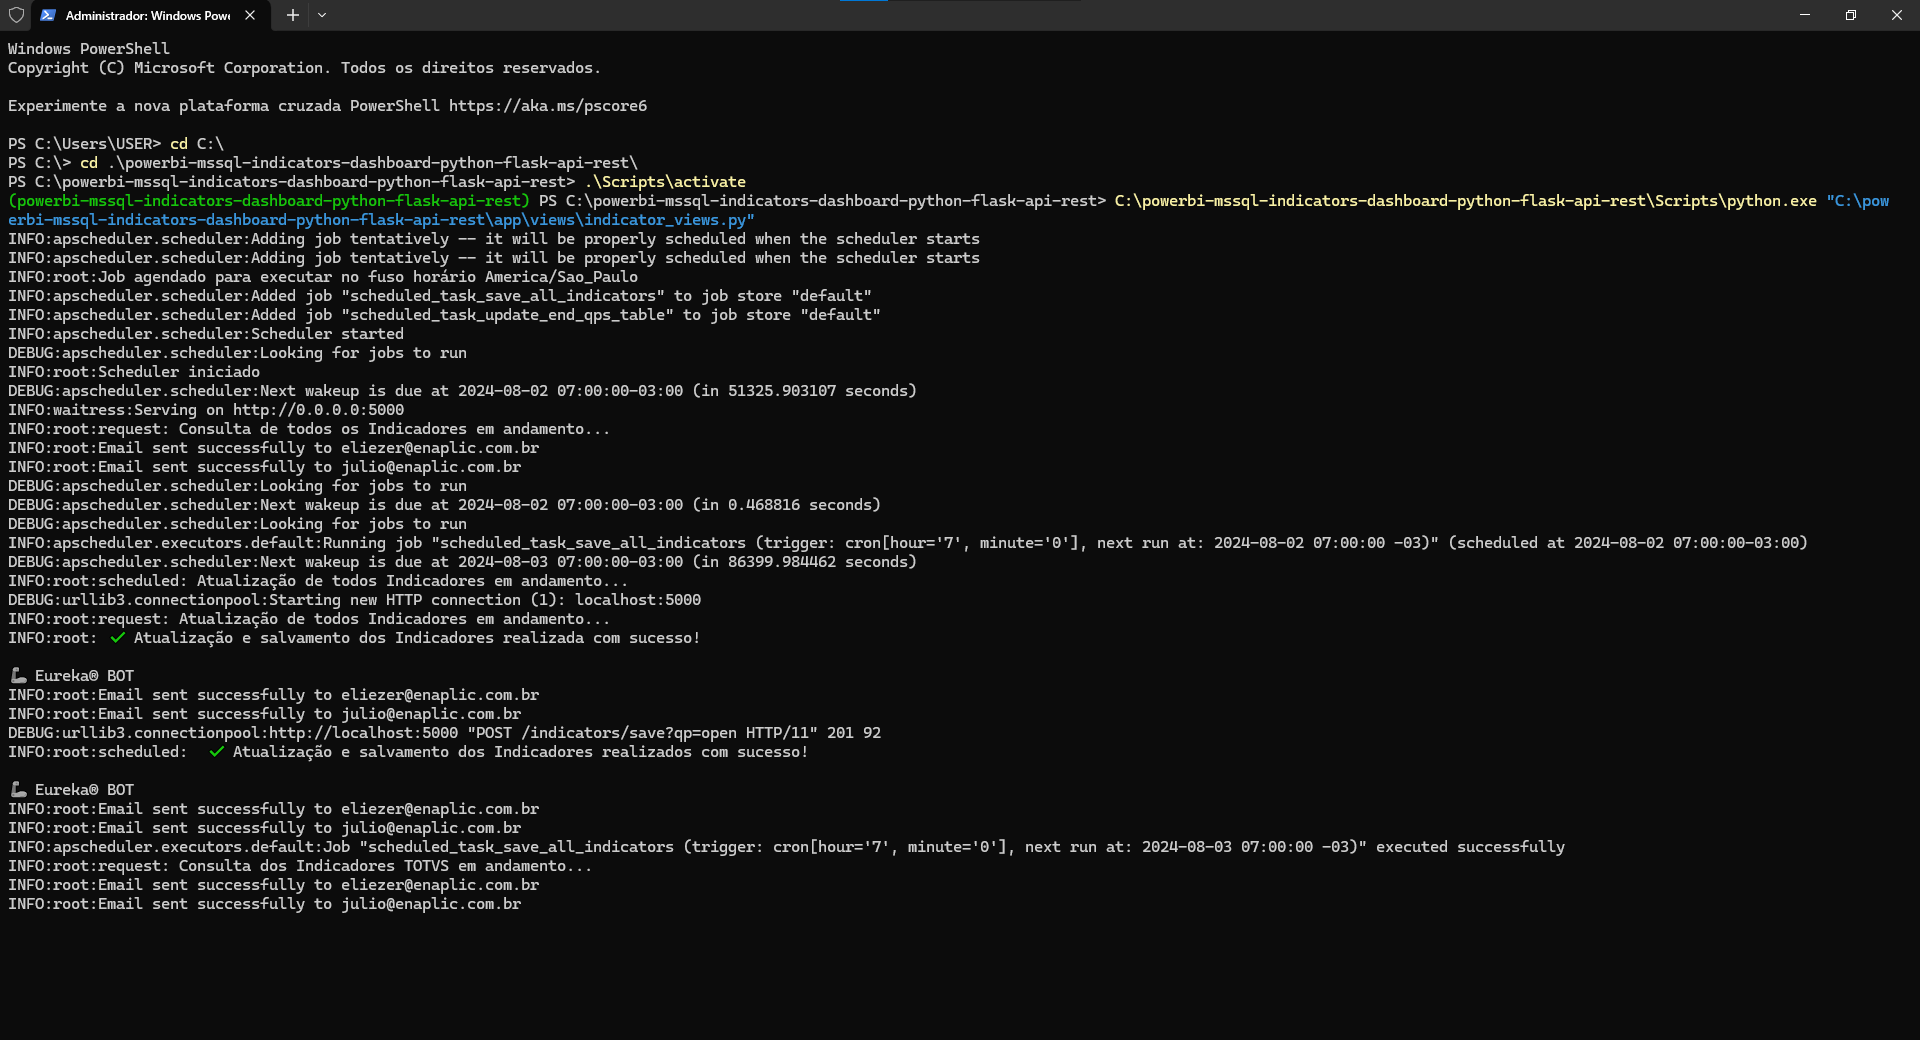 Administrador: Windows Powe
Windows PowerShell
Copyright (C) Microsoft Corporation. Todos os direitos reservados.
Experimente a nova plataforma cruzada PowerShell https://aka.ms/pscore6
PS C:\Users\USER> cd C:\
PS C:\> cd .\powerbi-mssql-indicators-dashboard-python-flask-api-rest\
PS C:\powerbi-mssql-indicators-dashboard-python-flask-api-rest> .\Scripts\activate
(powerbi-mssql-indicators-dashboard-python-flask-api-rest) PS C:\powerbi-mssql-indicators-dashboard-python-flask-api-rest> C:\powerbi-mssql-indicators-dashboard-python-flask-api-rest\Scripts\python.exe "C:\pow
erbi-mssql-indicators-dashboard-python-flask-api-rest\app\views\indicator_views.py"
INFO:apscheduler.scheduler:Adding job tentatively -- it will be properly scheduled when the scheduler starts
INFO:apscheduler.scheduler:Adding job tentatively -- it will be properly scheduled when the scheduler starts
INFO:root:Job agendado para executar no fuso horário America/Sao_Paulo
INFO:apscheduler.scheduler:Added job "scheduled_task_save_all_indicators" to job store "default"
INFO:apscheduler.scheduler:Added job "scheduled_task_update_end_qps_table" to job store "default"
INFO:apscheduler.scheduler:Scheduler started
DEBUG:apscheduler.scheduler:Looking for jobs to run
INFO:root:Scheduler iniciado
DEBUG:apscheduler.scheduler:Next wakeup is due at 2024-08-02 07:00:00-03:00 (in 51325.903107 seconds)
INFO:waitress:Serving on http://0.0.0.0:5000
INFO:root:request: Consulta de todos os Indicadores em andamento...
INFO:root:Email sent successfully to eliezer@enaplic.com.br
INFO:root:Email sent successfully to julio@enaplic.com.br
DEBUG:apscheduler.scheduler:Looking for jobs to run
DEBUG:apscheduler.scheduler:Next wakeup is due at 2024-08-02 07:00:00-03:00 (in 0.468816 seconds)
DEBUG:apscheduler.scheduler:Looking for jobs to run
INFO:apscheduler.executors.default:Running job "scheduled_task_save_all_indicators (trigger: cron[hour='7', minute='0'], next run at: 2024-08-02 07:00:00 -03)" (scheduled at 2024-08-02 07:00:00-03:00)
DEBUG:apscheduler.scheduler:Next wakeup is due at 2024-08-03 07:00:00-03:00 (in 86399.984462 seconds)
INFO:root:scheduled: Atualização de todos Indicadores em andamento...
DEBUG:urllib3.connectionpool:Starting new HTTP connection (1): localhost:5000
INFO:root:request: Atualização de todos Indicadores em andamento...
INFO:root: ✓ Atualização e salvamento dos Indicadores realizada com sucesso!
🦾 Eureka® BOT
INFO:root:Email sent successfully to eliezer@enaplic.com.br
INFO:root:Email sent successfully to julio@enaplic.com.br
DEBUG:urllib3.connectionpool:http://localhost:5000 "POST /indicators/save?qp=open HTTP/11" 201 92
INFO:root:scheduled:  ✓ Atualização e salvamento dos Indicadores realizados com sucesso!
🦾 Eureka® BOT
INFO:root:Email sent successfully to eliezer@enaplic.com.br
INFO:root:Email sent successfully to julio@enaplic.com.br
INFO:apscheduler.executors.default:Job "scheduled_task_save_all_indicators (trigger: cron[hour='7', minute='0'], next run at: 2024-08-03 07:00:00 -03)" executed successfully
INFO:root:request: Consulta dos Indicadores TOTVS em andamento...
INFO:root:Email sent successfully to eliezer@enaplic.com.br
INFO:root:Email sent successfully to julio@enaplic.com.br